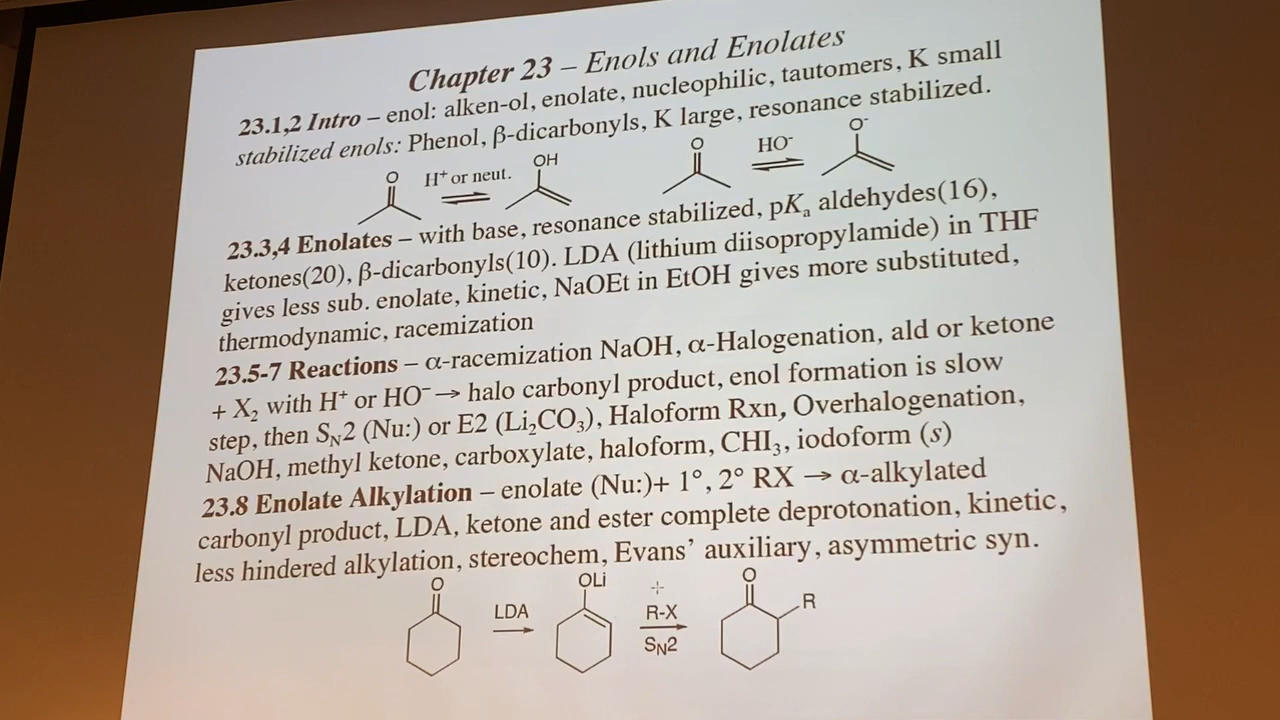 Chapter 23 – Enols and Enolates
23.1,2 Intro – enol: alken-ol, enolate, nucleophilic, tautomers, K small
stabilized enols: Phenol, β-dicarbonyls, K large, resonance stabilized.
O H⁺ or neut. OH O HO⁻ O⁻
23.3,4 Enolates – with base, resonance stabilized, pKₐ aldehydes(16),
ketones(20), β-dicarbonyls(10). LDA (lithium diisopropylamide) in THF
gives less sub. enolate, kinetic, NaOEt in EtOH gives more substituted,
thermodynamic, racemization
23.5-7 Reactions – α-racemization NaOH, α-Halogenation, ald or ketone
+ X₂ with H⁺ or HO⁻ → halo carbonyl product, enol formation is slow
step, then SN2 (Nu:) or E2 (Li₂CO₃), Haloform Rxn, Overhalogenation,
NaOH, methyl ketone, carboxylate, haloform, CHI₃, iodoform (s)
23.8 Enolate Alkylation – enolate (Nu:)+ 1°, 2° RX → α-alkylated
carbonyl product, LDA, ketone and ester complete deprotonation, kinetic,
less hindered alkylation, stereochem, Evans’ auxiliary, asymmetric syn.
O OLi O
LDA R-X R
SN2